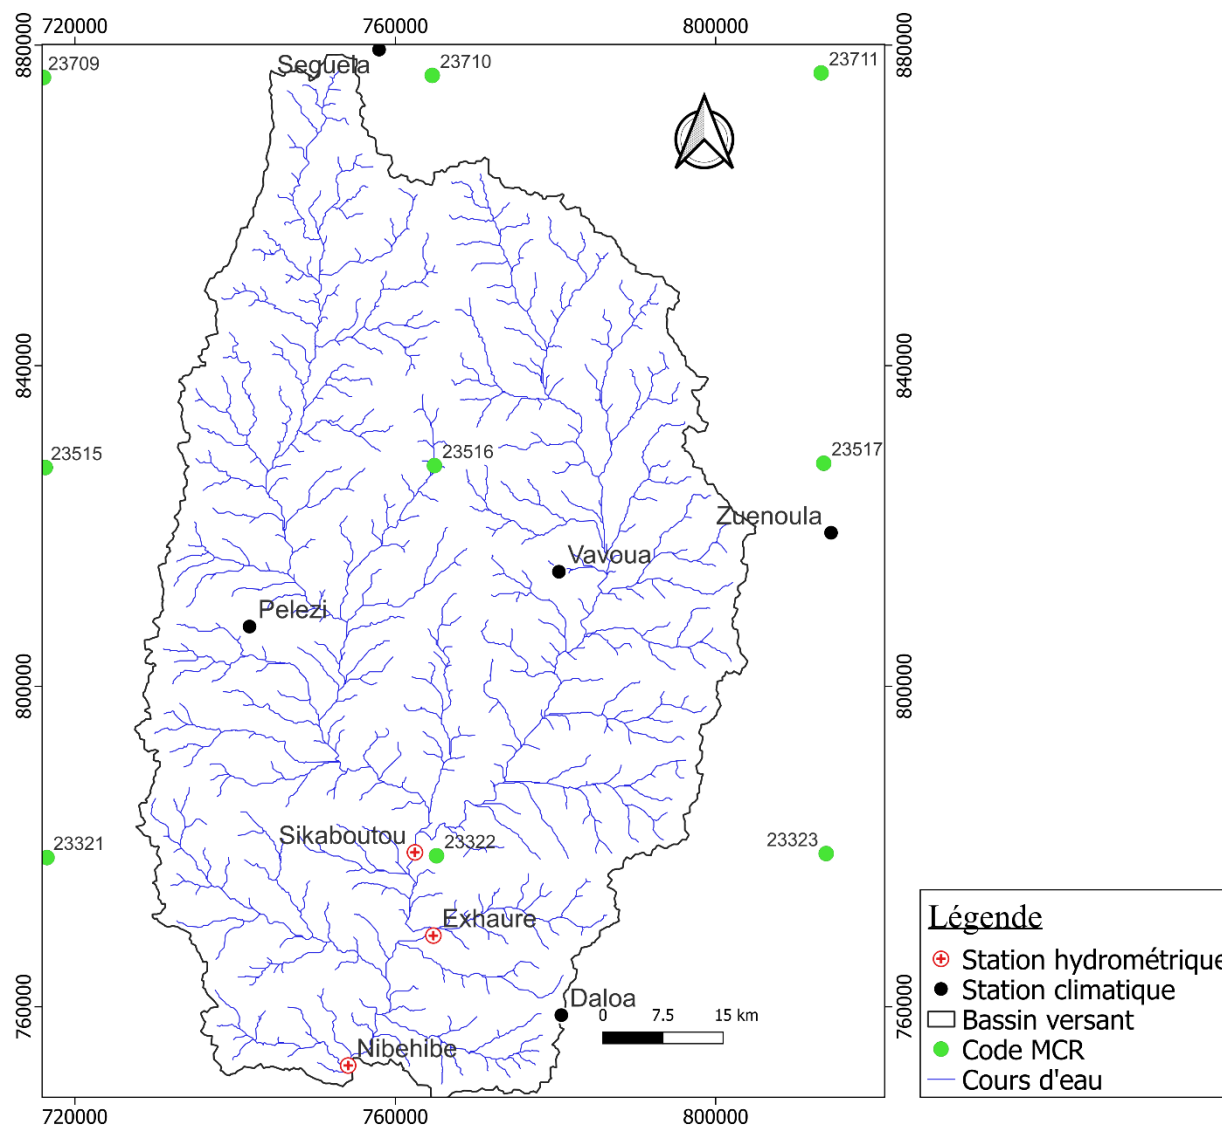 720000 760000 800000
880000 880000
Seguela
23709 23710 23711
840000 840000
23515 23516 23517
Zuenoula
Vavoua
Pelezi
800000 800000
Sikaboutou
23321 23322 23323
Exhaure
760000 760000
Daloa
0 7.5 15 km
Nibehibe
720000 760000 800000
Légende
Station hydrométrique
Station climatique
Bassin versant
Code MCR
Cours d'eau